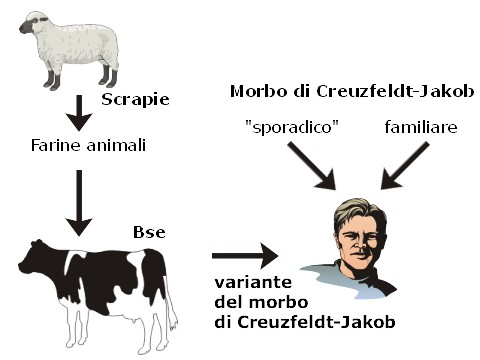 Scrapie
Farine animali
Bse
Morbo di Creuzfeldt-Jakob
"sporadico"
familiare
variante
del morbo
di Creuzfeldt-Jakob